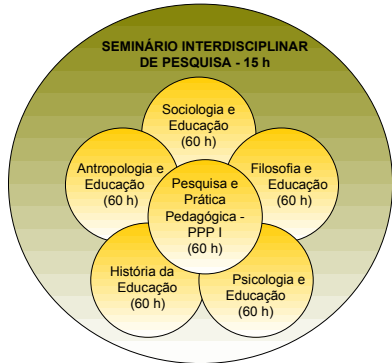 SEMINÁRIO INTERDISCIPLINAR
DE PESQUISA - 15 h
Sociologia e
Educação
(60 h)
Antropologia e
Educação
(60 h)
Filosofia e
Educação
(60 h)
Pesquisa e
Prática
Pedagógica -
PPP I
(60 h)
História da
Educação
(60 h)
Psicologia e
Educação
(60 h)